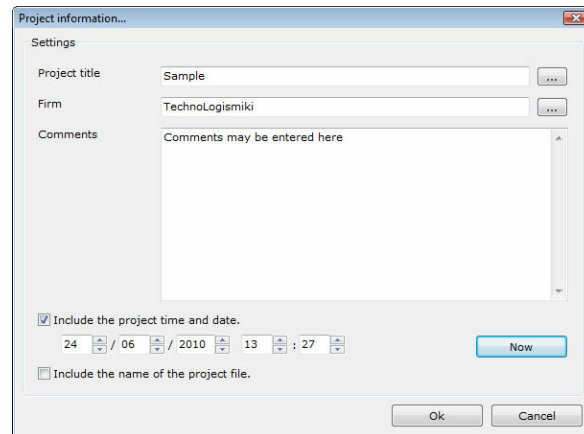 Project information...
Settings
Project title Sample ...
Firm TechnoLogismiki ...
Comments Comments may be entered here
Include the project time and date.
24 / 06 / 2010 13 : 27 Now
Include the name of the project file.
Ok Cancel